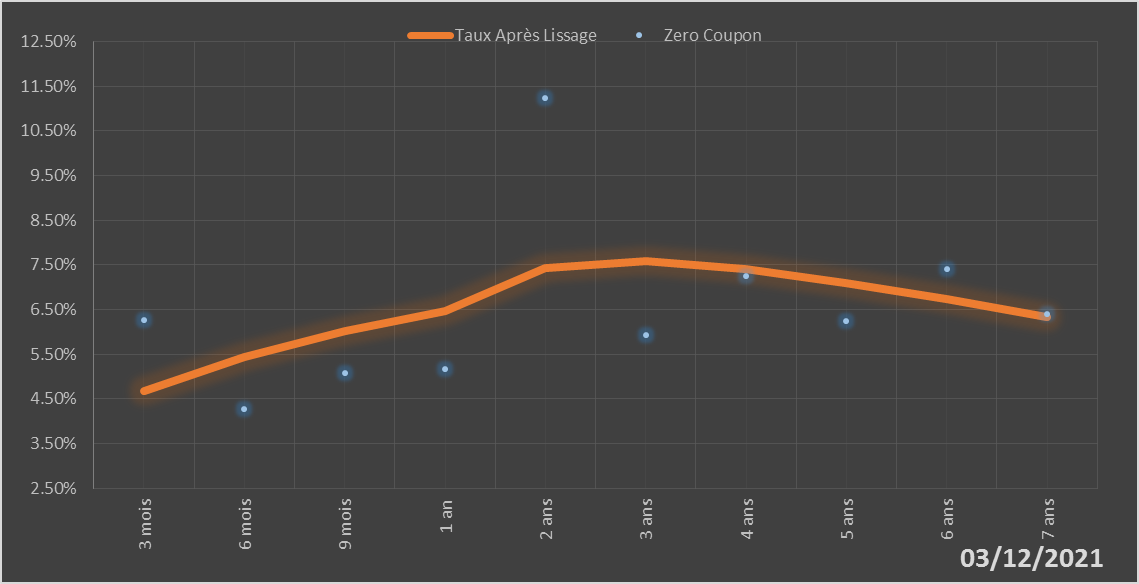 Taux Après Lissage Zero Coupon
12.50%
11.50%
10.50%
9.50%
8.50%
7.50%
6.50%
5.50%
4.50%
3.50%
2.50%
3 mois
6 mois
9 mois
1 an
2 ans
3 ans
4 ans
5 ans
6 ans
7 ans
03/12/2021